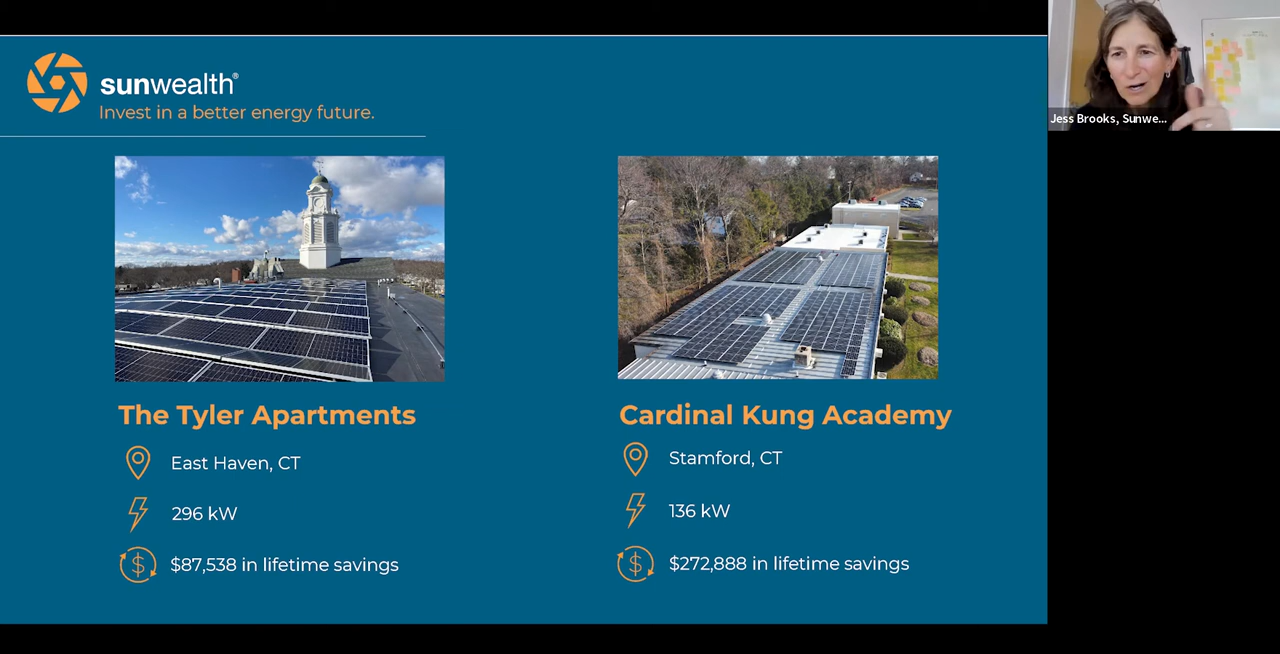 sunwealth®
Invest in a better energy future.
Jess Brooks, Sunwe...
The Tyler Apartments
East Haven, CT
296 kW
$87,538 in lifetime savings
Cardinal Kung Academy
Stamford, CT
136 kW
$272,888 in lifetime savings